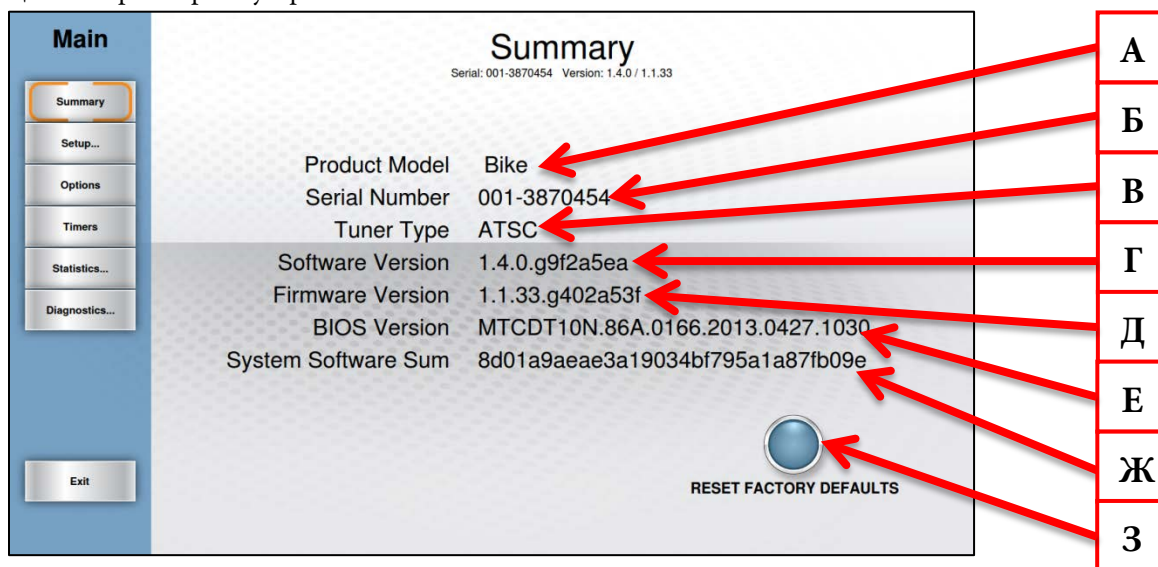 Main
Summary
Setup...
Options
Timers
Statistics...
Diagnostics...
Exit
Summary
Serial: 001-3870454 Version: 1.4.0 / 1.1.33
Product Model Bike
Serial Number 001-3870454
Tuner Type ATSC
Software Version 1.4.0.g9f2a5ea
Firmware Version 1.1.33.g402a53f
BIOS Version MTCDT10N.86A.0166.2013.0427.1030
System Software Sum 8d01a9aeae3a19034bf795a1a87fb09e
RESET FACTORY DEFAULTS
А
Б
В
Г
Д
Е
Ж
З